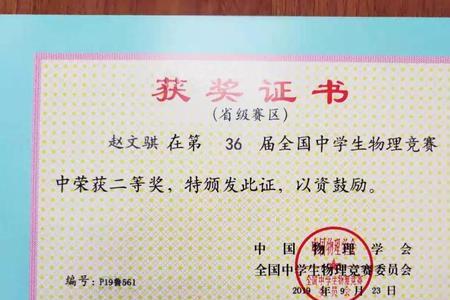 获奖证书
(省级赛区)
赵文骐 在第 36 届全国中学生物理竞赛
中荣获二等奖，特颁发此证，以资鼓励。
中国物理学会
全国中学生物理竞赛委员会
编号：P19鲁561
2019 年 9 月 23 日